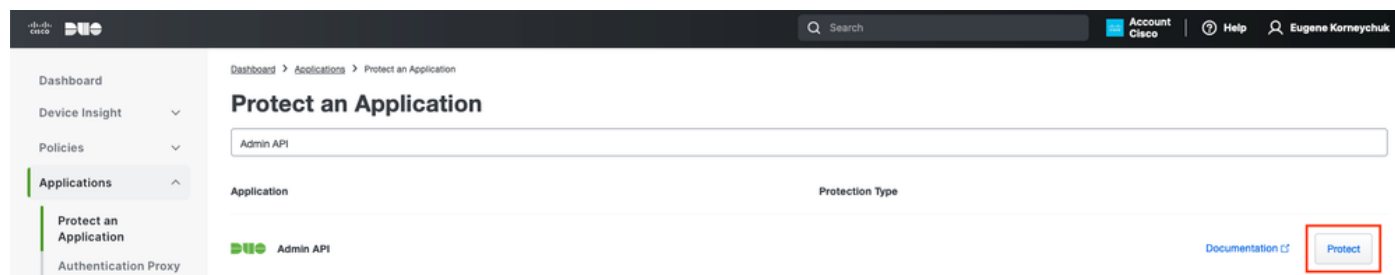 cisco DUO
Search
Account
Cisco
Help
Eugene Korneychuk
Dashboard
Device Insight
Policies
Applications
Protect an
Application
Authentication Proxy
Dashboard > Applications > Protect an Application
Protect an Application
Admin API
Application Protection Type
DUO Admin API Documentation Protect